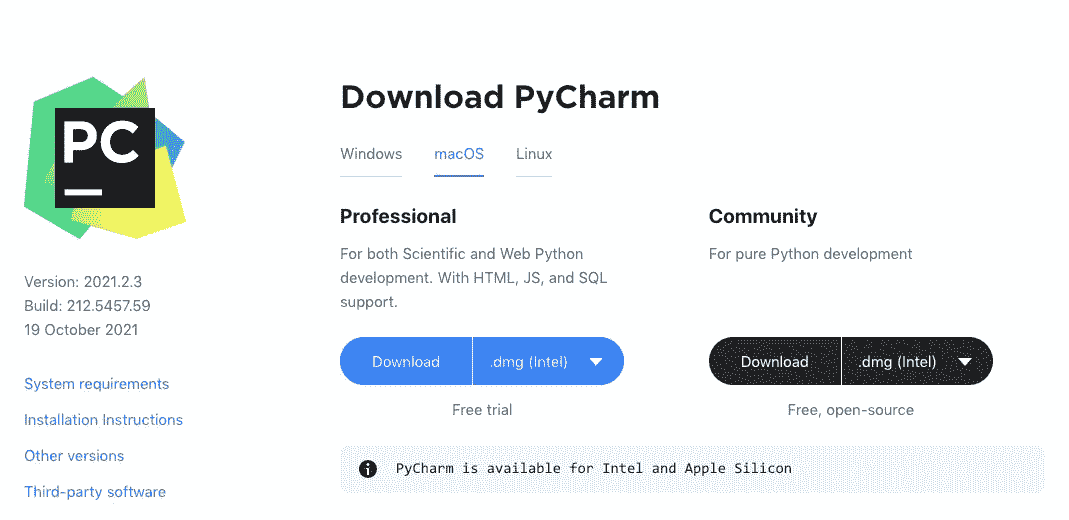 PC
Download PyCharm
Windows macOS Linux
Professional
For both Scientific and Web Python
development. With HTML, JS, and SQL
support.
Download .dmg (Intel)
Free trial
Community
For pure Python development
Download .dmg (Intel)
Free, open-source
PyCharm is available for Intel and Apple Silicon
Version: 2021.2.3
Build: 212.5457.59
19 October 2021
System requirements
Installation Instructions
Other versions
Third-party software